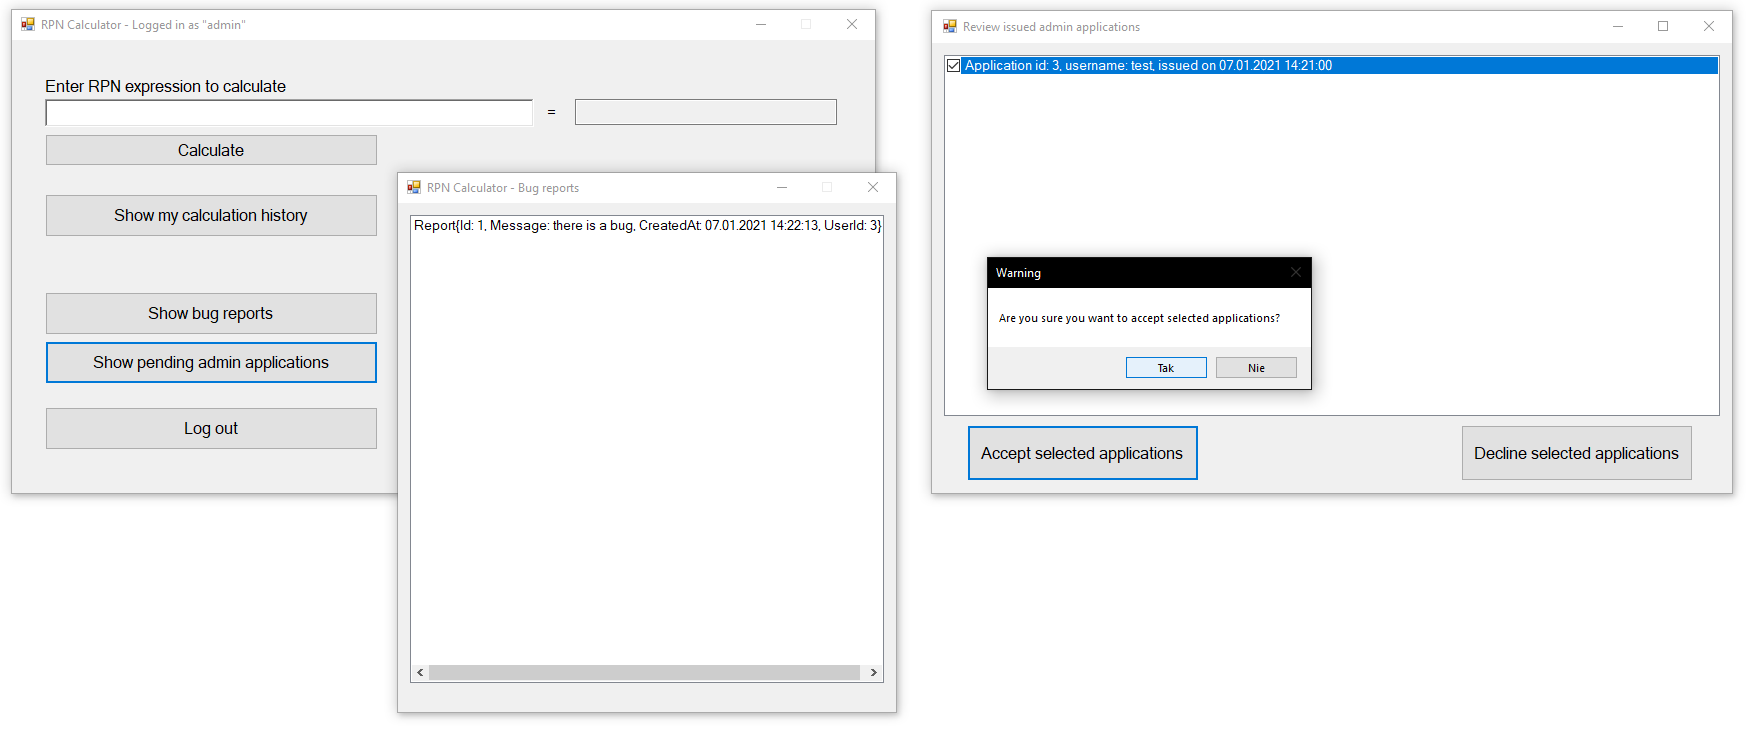 RPN Calculator - Logged in as "admin"
Enter RPN expression to calculate
=
Calculate
Show my calculation history
Show bug reports
Show pending admin applications
Log out
RPN Calculator - Bug reports
Report{Id: 1, Message: there is a bug, CreatedAt: 07.01.2021 14:22:13, UserId: 3}
Review issued admin applications
Application id: 3, username: test, issued on 07.01.2021 14:21:00
Warning
Are you sure you want to accept selected applications?
Tak
Nie
Accept selected applications
Decline selected applications